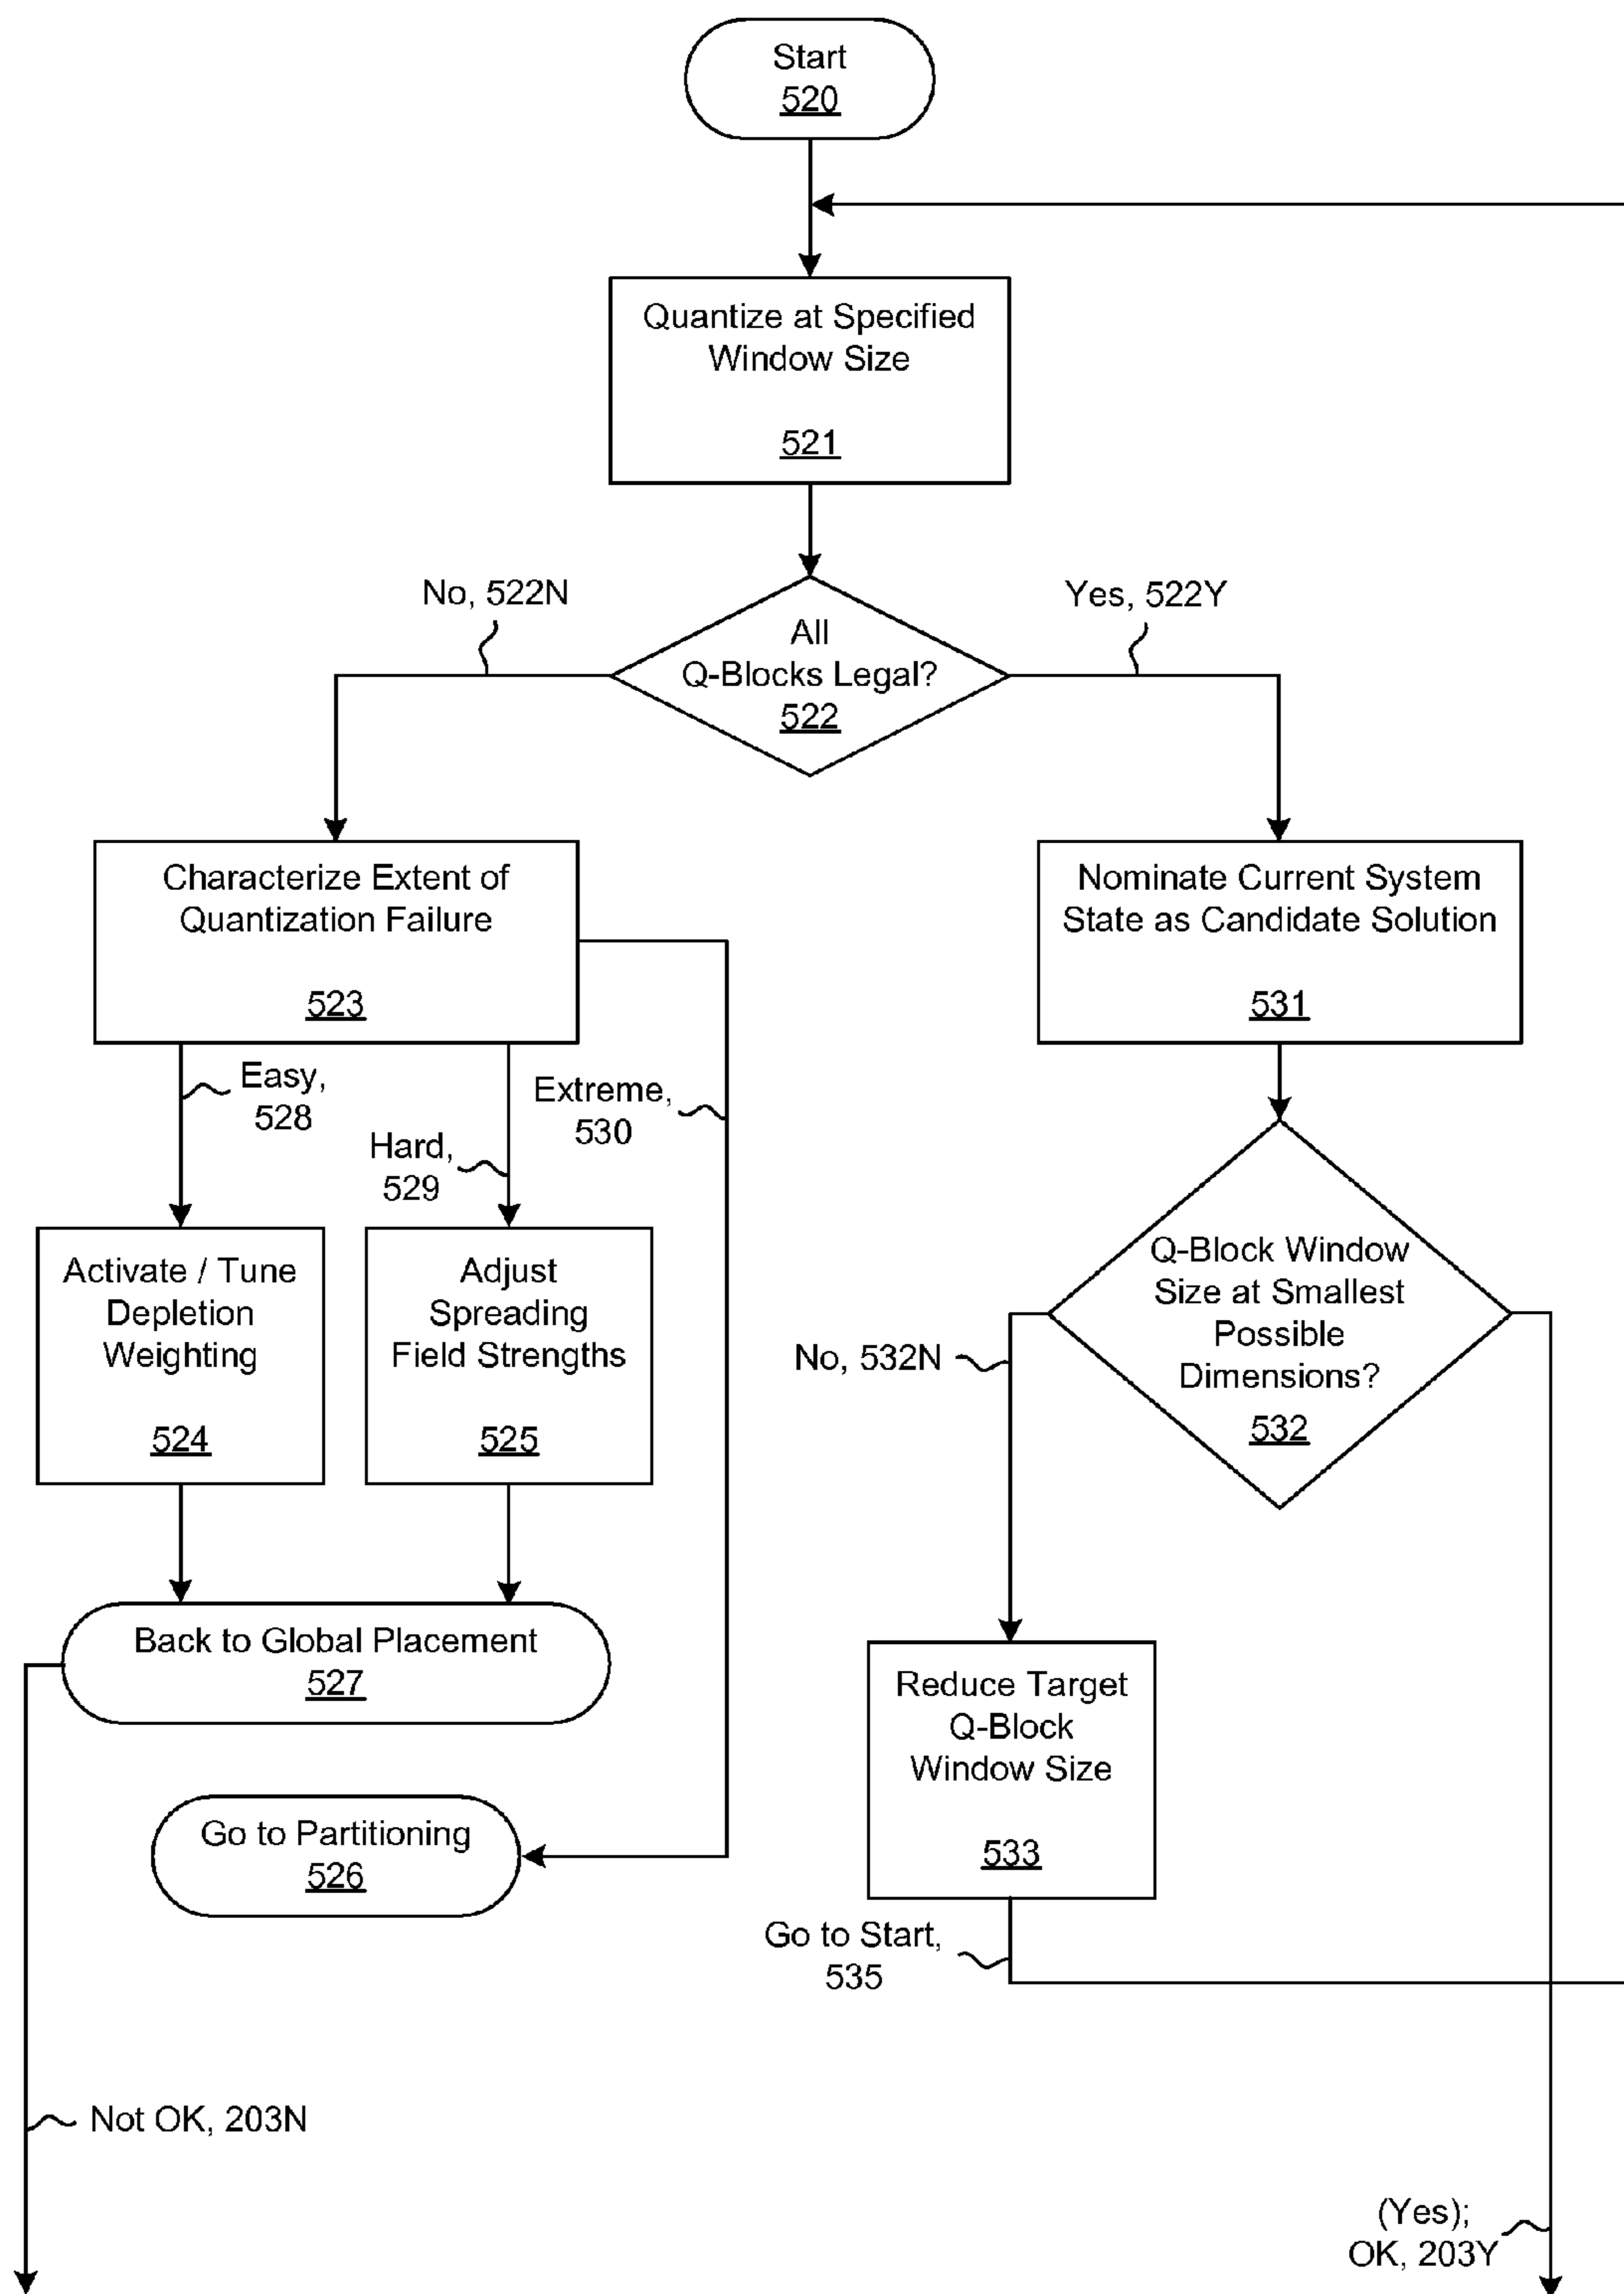 Start
520
Quantize at Specified
Window Size
521
No, 522N
Yes, 522Y
All
Q-Blocks Legal?
522
Characterize Extent of
Quantization Failure
523
Nominate Current System
State as Candidate Solution
531
Easy,
528
Hard,
529
Extreme,
530
Activate / Tune
Depletion
Weighting
524
Adjust
Spreading
Field Strengths
525
Q-Block Window
Size at Smallest
Possible
Dimensions?
532
No, 532N
Back to Global Placement
527
Go to Partitioning
526
Reduce Target
Q-Block
Window Size
533
Go to Start,
535
Not OK, 203N
(Yes);
OK, 203Y